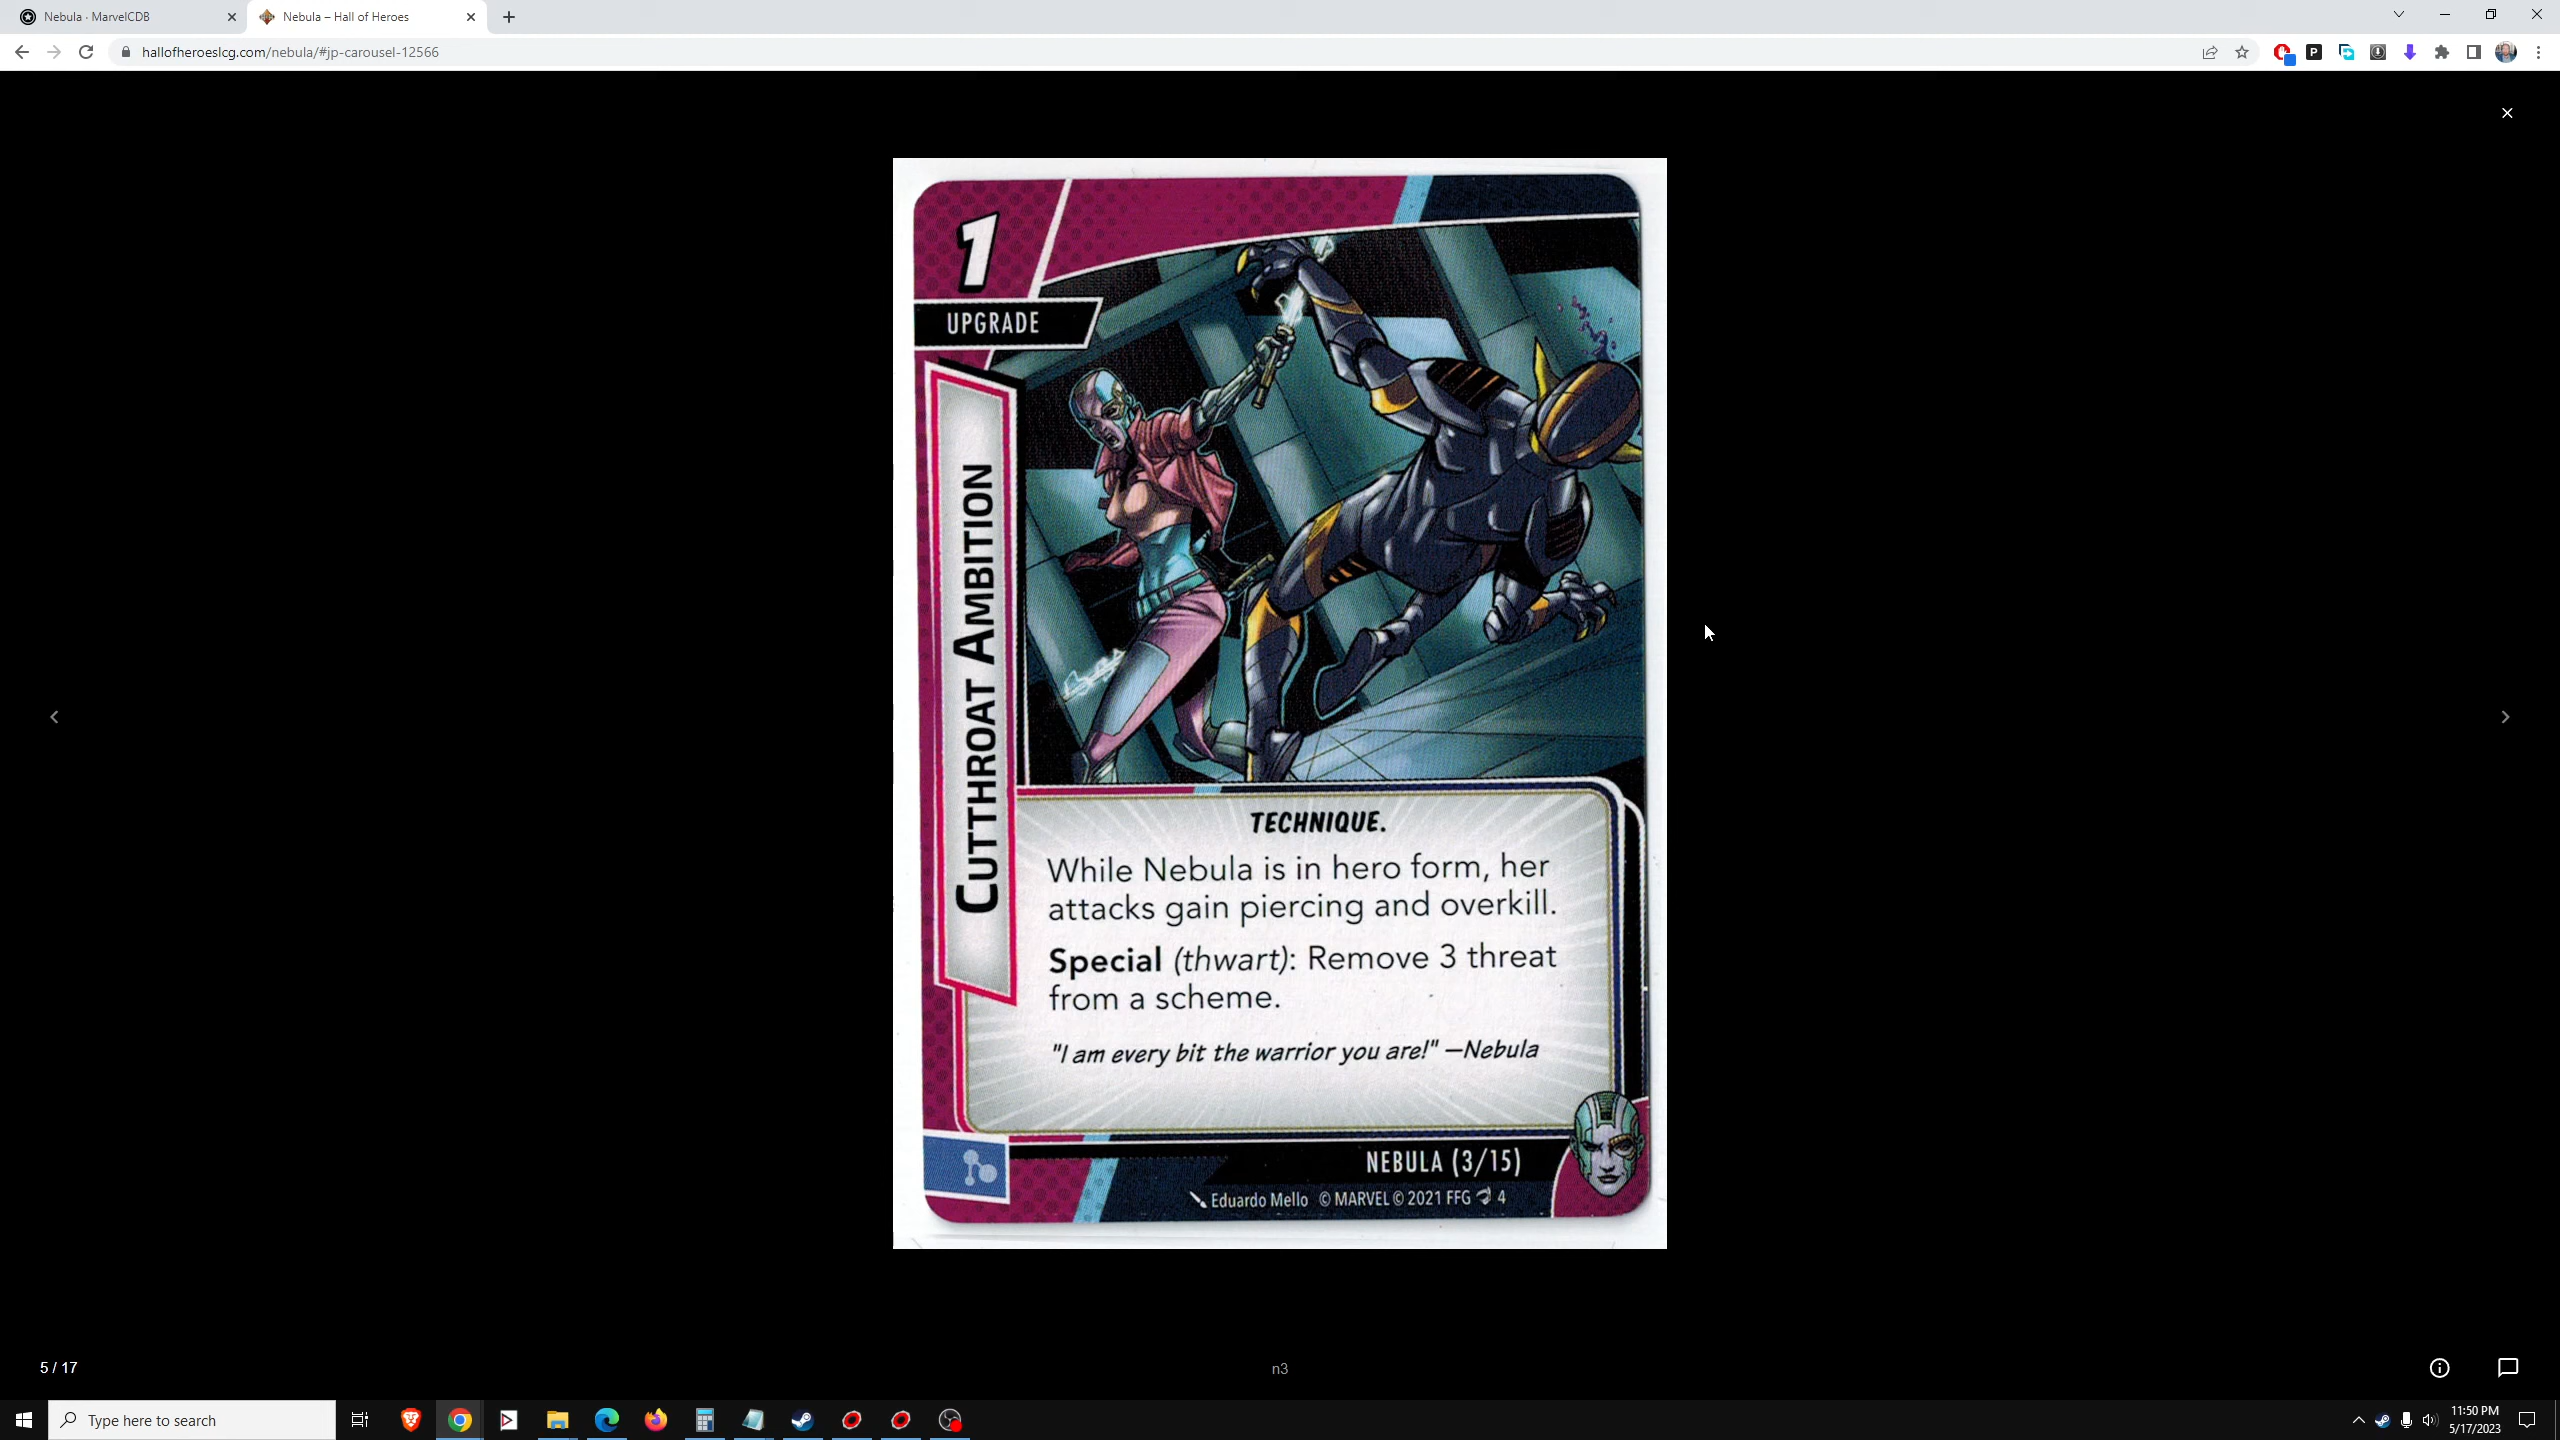 Nebula · MarvelCDB
Nebula – Hall of Heroes
hallofheroeslcg.com/nebula/#jp-carousel-12566
1
UPGRADE
CUTTHROAT AMBITION
TECHNIQUE.
While Nebula is in hero form, her
attacks gain piercing and overkill.
Special (thwart): Remove 3 threat
from a scheme.
"I am every bit the warrior you are!" —Nebula
NEBULA (3/15)
Eduardo Mello © MARVEL © 2021 FFG 4
5 / 17
n3
Type here to search
11:50 PM
5/17/2023